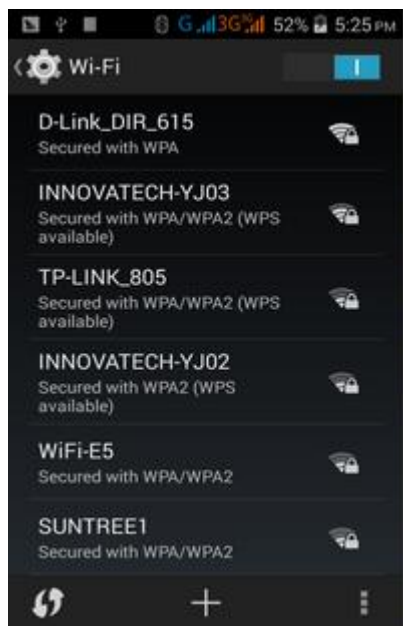 G 3G 52% 5:25 PM
Wi-Fi
D-Link_DIR_615
Secured with WPA
INNOVATECH-YJ03
Secured with WPA/WPA2 (WPS
available)
TP-LINK_805
Secured with WPA/WPA2 (WPS
available)
INNOVATECH-YJ02
Secured with WPA2 (WPS
available)
WiFi-E5
Secured with WPA/WPA2
SUNTREE1
Secured with WPA/WPA2